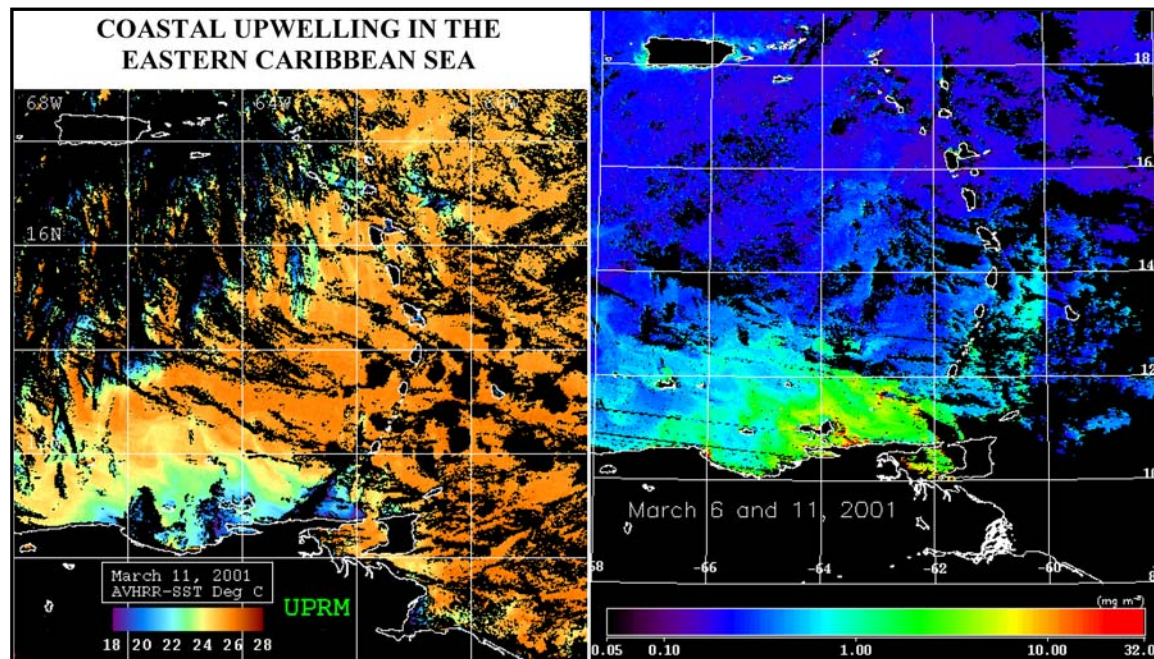 COASTAL UPWELLING IN THE
EASTERN CARIBBEAN SEA
68W 64W
16N
March 11, 2001
AVHRR-SST Deg C
18 20 22 24 26 28
UPRM
18
16
14
12
10
March 6 and 11, 2001
-66 -64 -62 -60
(mg m⁻³)
0.05 0.10 1.00 10.00 32.0